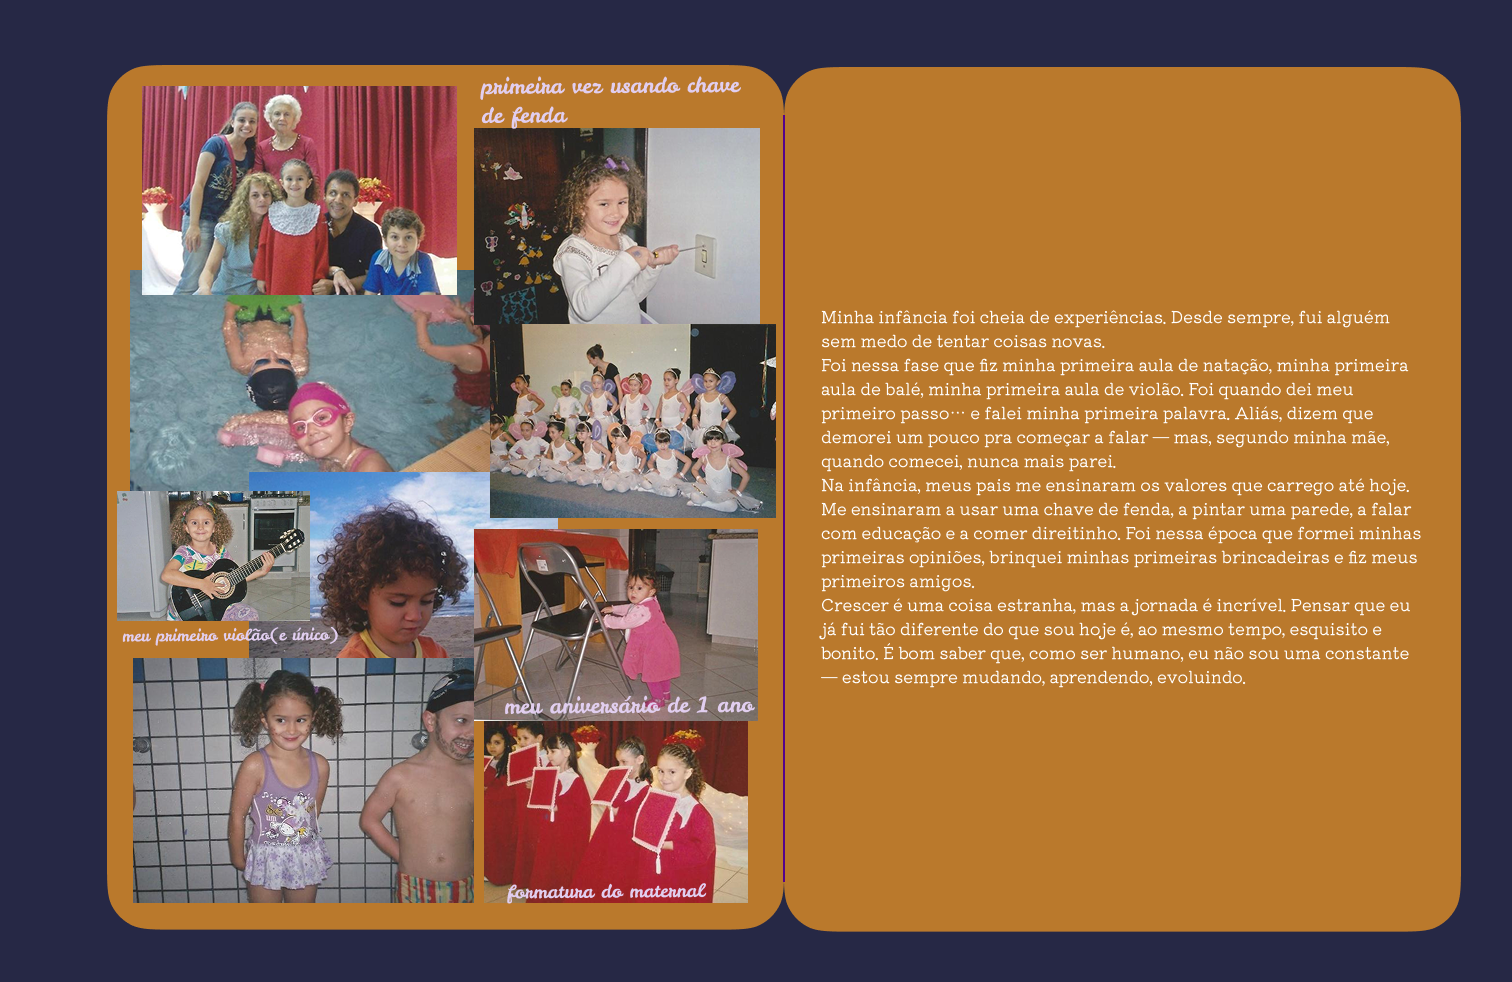 primeira vez usando chave
de fenda
meu primeiro violão(e único)
meu aniversário de 1 ano
formatura do maternal
Minha infância foi cheia de experiências. Desde sempre, fui alguém
sem medo de tentar coisas novas.
Foi nessa fase que fiz minha primeira aula de natação, minha primeira
aula de balé, minha primeira aula de violão. Foi quando dei meu
primeiro passo… e falei minha primeira palavra. Aliás, dizem que
demorei um pouco pra começar a falar — mas, segundo minha mãe,
quando comecei, nunca mais parei.
Na infância, meus pais me ensinaram os valores que carrego até hoje.
Me ensinaram a usar uma chave de fenda, a pintar uma parede, a falar
com educação e a comer direitinho. Foi nessa época que formei minhas
primeiras opiniões, brinquei minhas primeiras brincadeiras e fiz meus
primeiros amigos.
Crescer é uma coisa estranha, mas a jornada é incrível. Pensar que eu
já fui tão diferente do que sou hoje é, ao mesmo tempo, esquisito e
bonito. É bom saber que, como ser humano, eu não sou uma constante
— estou sempre mudando, aprendendo, evoluindo.